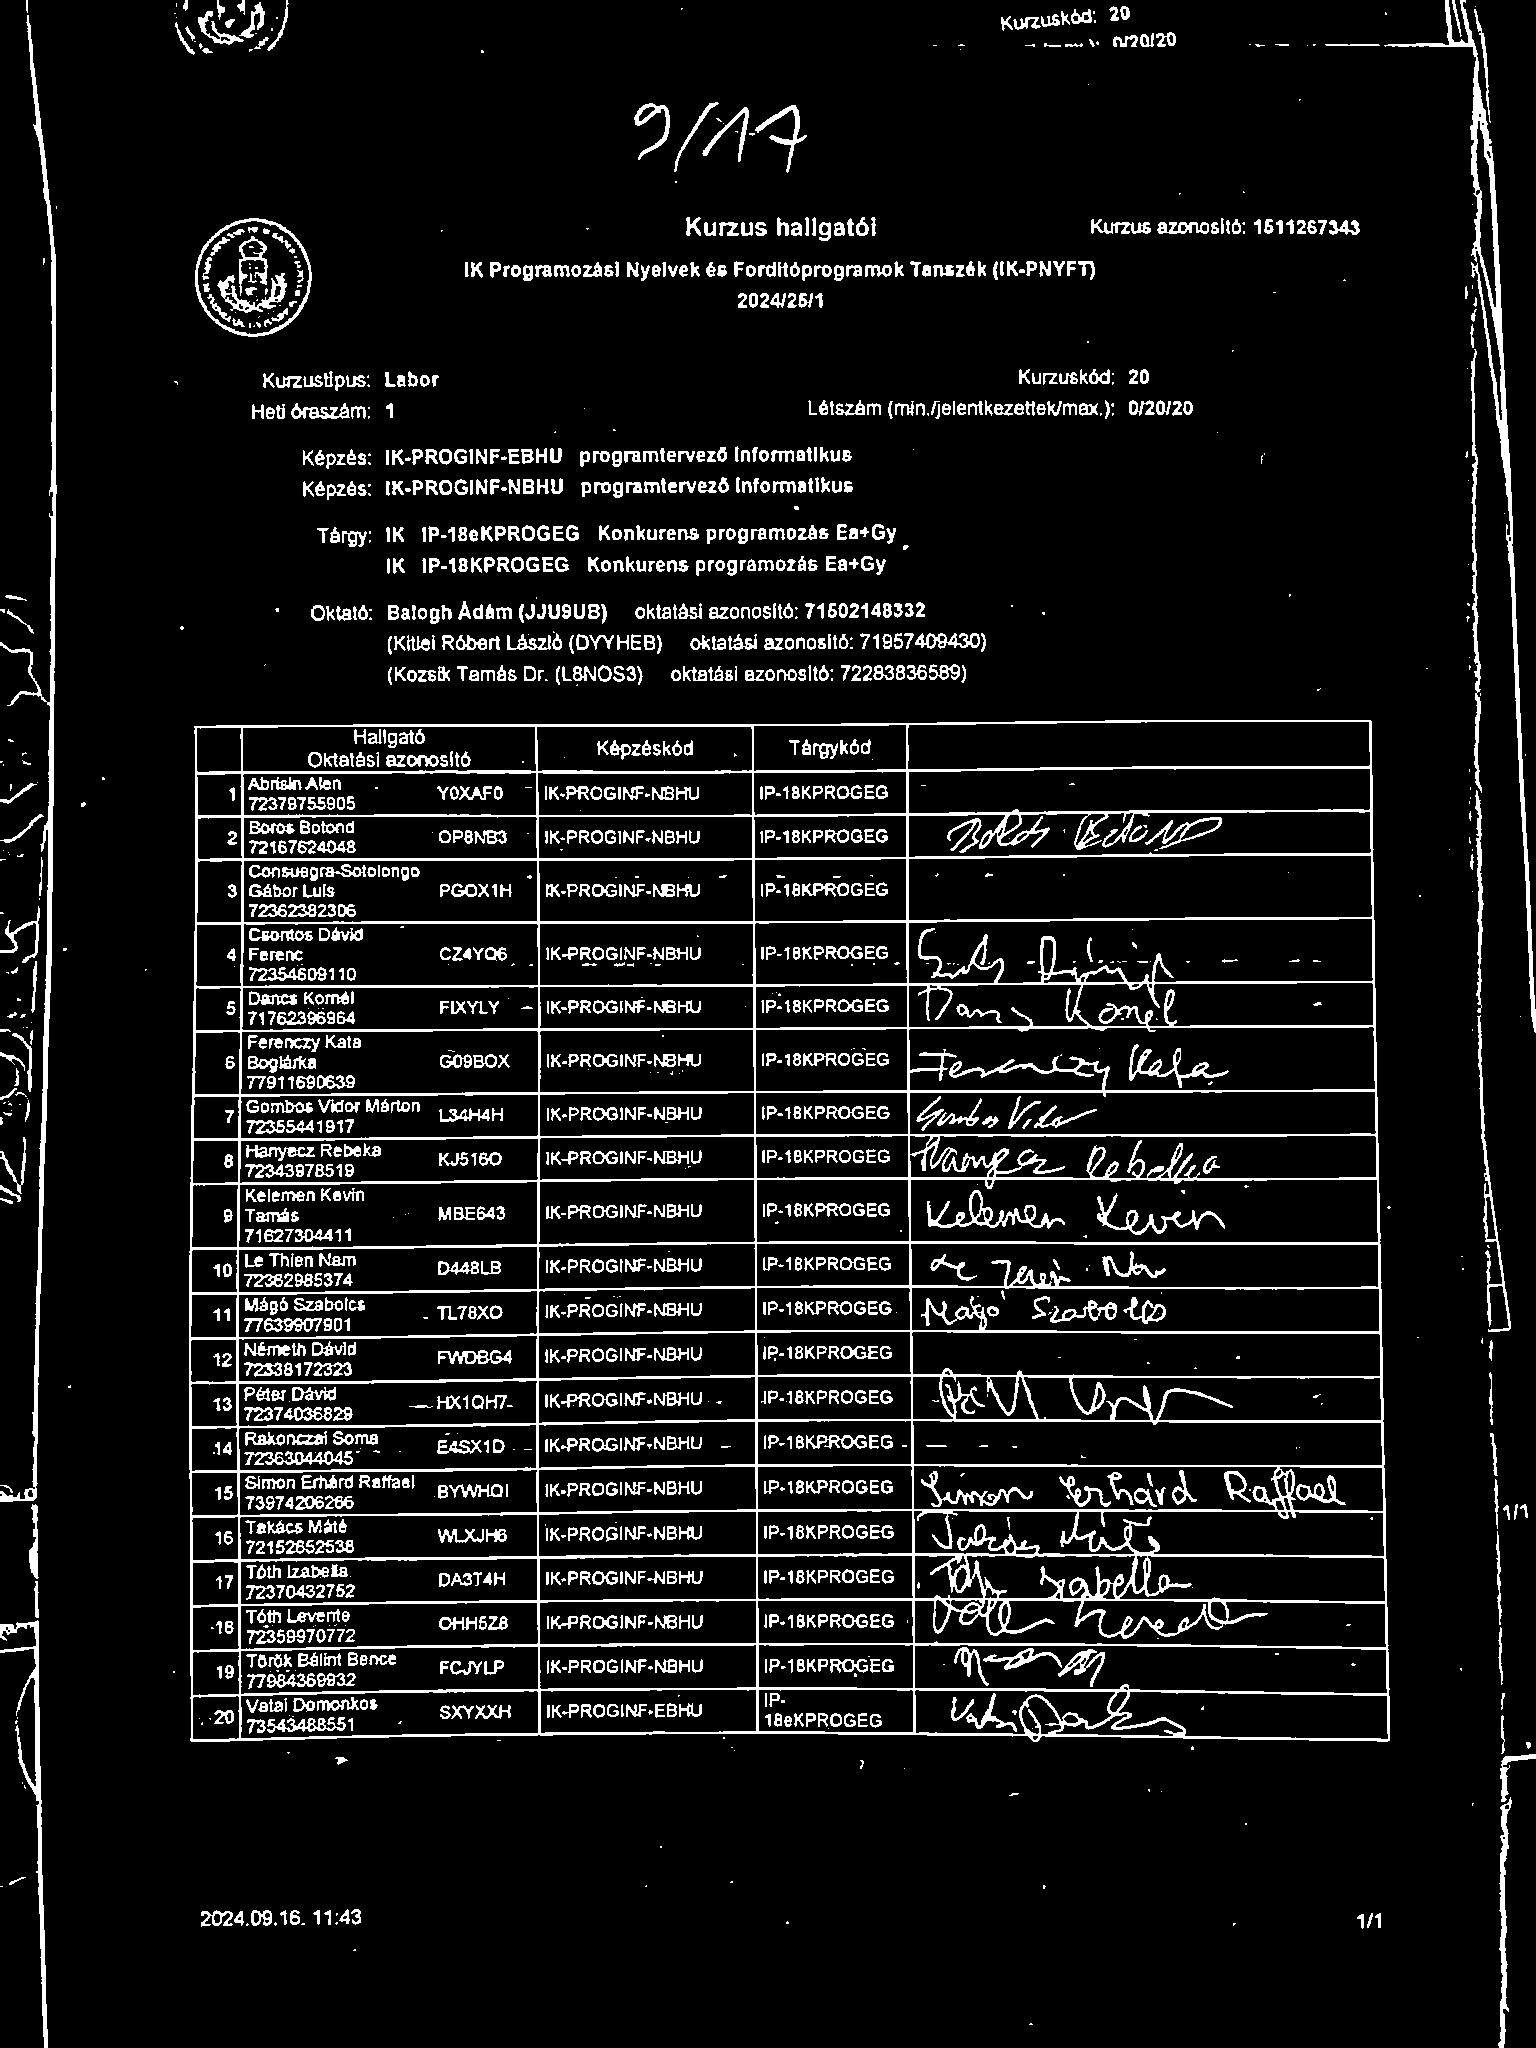 Kurzuskód: 20
0/20/20
9/17
Kurzus hallgatói
Kurzus azonosító: 1511267343
IK Programozási Nyelvek és Fordítóprogramok Tanszék (IK-PNYFT)
2024/25/1
Kurzustípus: Labor
Kurzuskód: 20
Heti óraszám: 1
Létszám (min./jelentkezettek/max.): 0/20/20
Képzés: IK-PROGINF-EBHU programtervező informatikus
Képzés: IK-PROGINF-NBHU programtervező informatikus
Tárgy: IK IP-18eKPROGEG Konkurens programozás Ea+Gy
IK IP-18KPROGEG Konkurens programozás Ea+Gy
Oktató: Balogh Ádám (JJU9UB) oktatási azonosító: 71502148332
(Kitlei Róbert László (DYYHEB) oktatási azonosító: 71957409430)
(Kozsik Tamás Dr. (L8NOS3) oktatási azonosító: 72283836589)
Hallgató
Oktatási azonosító Képzéskód Tárgykód
1 Abrisin Alen Y0XAF0 IK-PROGINF-NBHU IP-18KPROGEG
72378755905
2 Boros Botond OP8NB3 IK-PROGINF-NBHU IP-18KPROGEG Boros Botond
72167624048
Consuegra-Sotolongo
3 Gábor Luis PGOX1H IK-PROGINF-NBHU IP-18KPROGEG
72362382306
Csontos Dávid
4 Ferenc CZ4YQ6 IK-PROGINF-NBHU IP-18KPROGEG
72354609110
5 Dancs Kornél FIXYLY IK-PROGINF-NBHU IP-18KPROGEG Dancs Kornél
71762396964
Ferenczy Kata
6 Boglárka G09BOX IK-PROGINF-NBHU IP-18KPROGEG Ferenczy Kata
77911690639
7 Gombos Vidor Márton L34H4H IK-PROGINF-NBHU IP-18KPROGEG Gombos Vidor
72355441917
8 Hanyecz Rebeka KJ516O IK-PROGINF-NBHU IP-18KPROGEG Hanyecz Rebeka
72343978519
Kelemen Kevin
9 Tamás MBE643 IK-PROGINF-NBHU IP-18KPROGEG Kelemen Kevin
71627304411
10 Le Thien Nam D448LB IK-PROGINF-NBHU IP-18KPROGEG Le Thien Nam
72362985374
11 Mágó Szabolcs TL78XO IK-PROGINF-NBHU IP-18KPROGEG Mágó Szabolcs
77639907901
12 Németh Dávid FWDBG4 IK-PROGINF-NBHU IP-18KPROGEG
72338172323
13 Péter Dávid HX1QH7 IK-PROGINF-NBHU IP-18KPROGEG
72374036829
14 Rakonczai Soma E4SX1D IK-PROGINF-NBHU IP-18KPROGEG
72363044045
15 Simon Erhárd Raffael BYWHOI IK-PROGINF-NBHU IP-18KPROGEG Simon Erhárd Raffael
73974206266
16 Takács Máté WLXJH6 IK-PROGINF-NBHU IP-18KPROGEG Takács Máté
72152652538
17 Tóth Izabella DA3T4H IK-PROGINF-NBHU IP-18KPROGEG Tóth Izabella
72370432752
18 Tóth Levente OHH5Z8 IK-PROGINF-NBHU IP-18KPROGEG Tóth Levente
72359970772
19 Török Bálint Bence FCJYLP IK-PROGINF-NBHU IP-18KPROGEG
77984369932
20 Vatai Domonkos SXYXXH IK-PROGINF-EBHU IP-
73543488551 18eKPROGEG
1/1
2024.09.16. 11:43
1/1